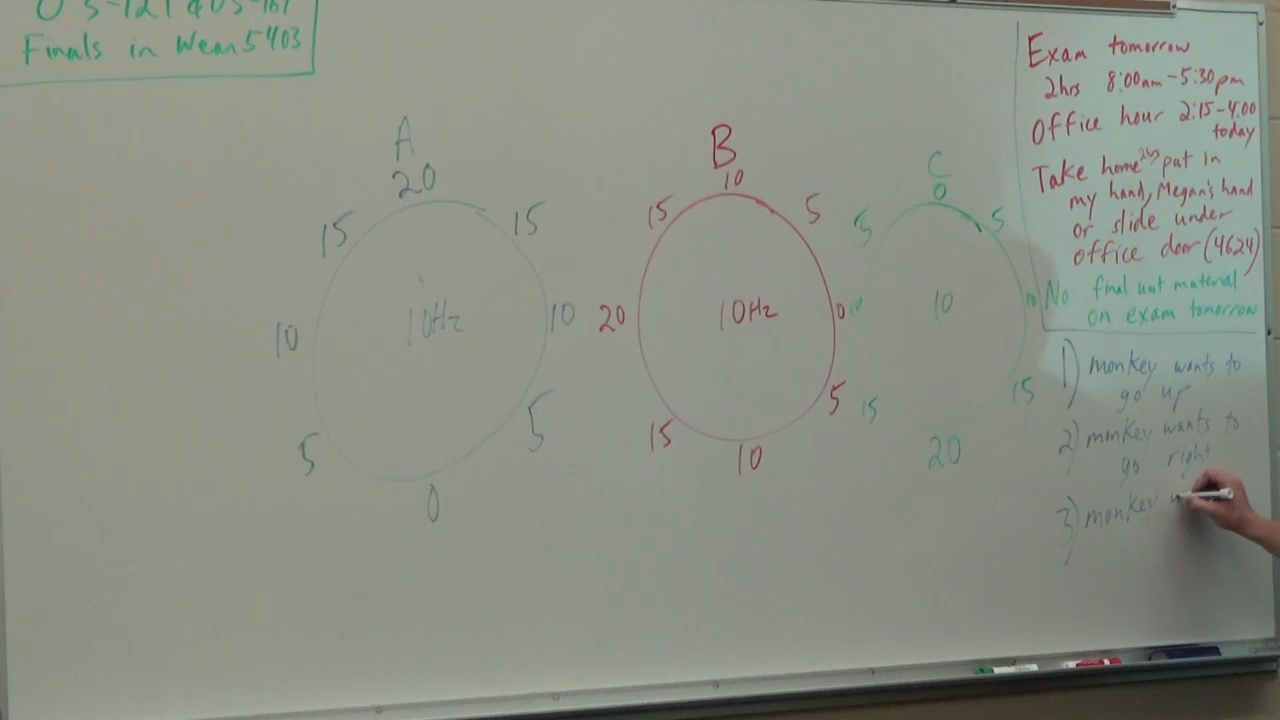 Finals in Wean 5403
A
20
15
15
10
10Hz
10
5
5
0
B
10
15
5
20
10Hz
0
15
5
10
C
0
5
5
10
10
10
15
15
20
Exam tomorrow
2hrs 8:00am-5:30pm
Office hour 2:15-4:00
today
Take home 2hrs put in
my hand, Megan's hand
or slide under
office door (4624)
No final unit material
on exam tomorrow
1) monkey wants to
go up
2) monkey wants to
go right
3) monkey w